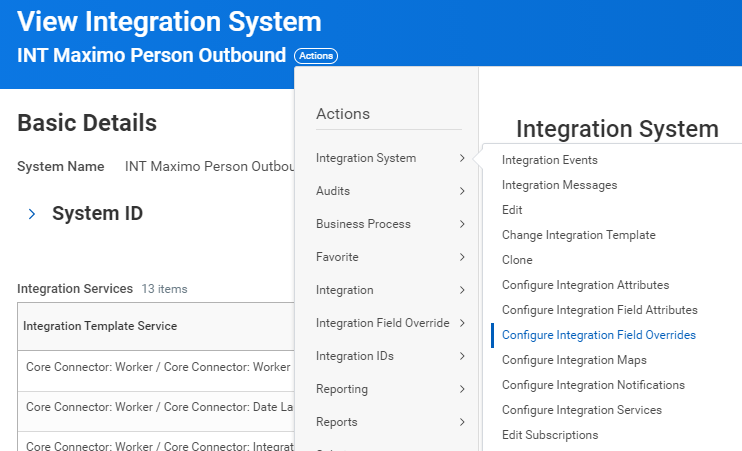 View Integration System
INT Maximo Person Outbound Actions
Basic Details
System Name INT Maximo Person Outbou
System ID
Integration Services 13 items
Integration Template Service
Core Connector: Worker / Core Connector: Worker
Core Connector: Worker / Core Connector: Date La
Core Connector: Worker / Core Connector: Integrat
Actions
Integration System
Audits
Business Process
Favorite
Integration
Integration Field Override
Integration IDs
Reporting
Reports
Integration System
Integration Events
Integration Messages
Edit
Change Integration Template
Clone
Configure Integration Attributes
Configure Integration Field Attributes
Configure Integration Field Overrides
Configure Integration Maps
Configure Integration Notifications
Configure Integration Services
Edit Subscriptions